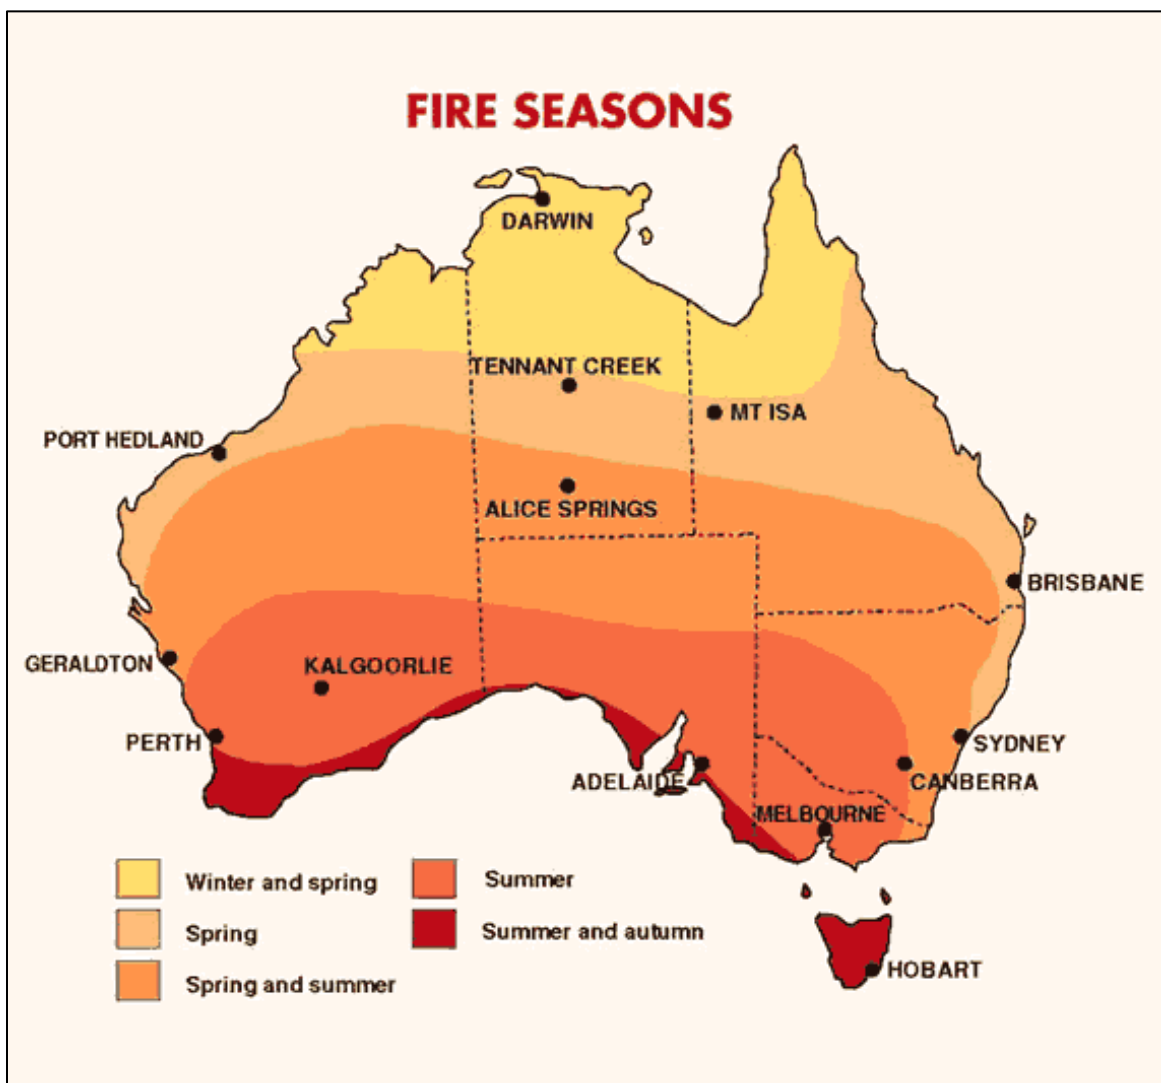 FIRE SEASONS
DARWIN
TENNANT CREEK
MT ISA
PORT HEDLAND
ALICE SPRINGS
BRISBANE
GERALDTON
KALGOORLIE
PERTH
SYDNEY
ADELAIDE
CANBERRA
MELBOURNE
Winter and spring
Summer
Spring
Summer and autumn
Spring and summer
HOBART